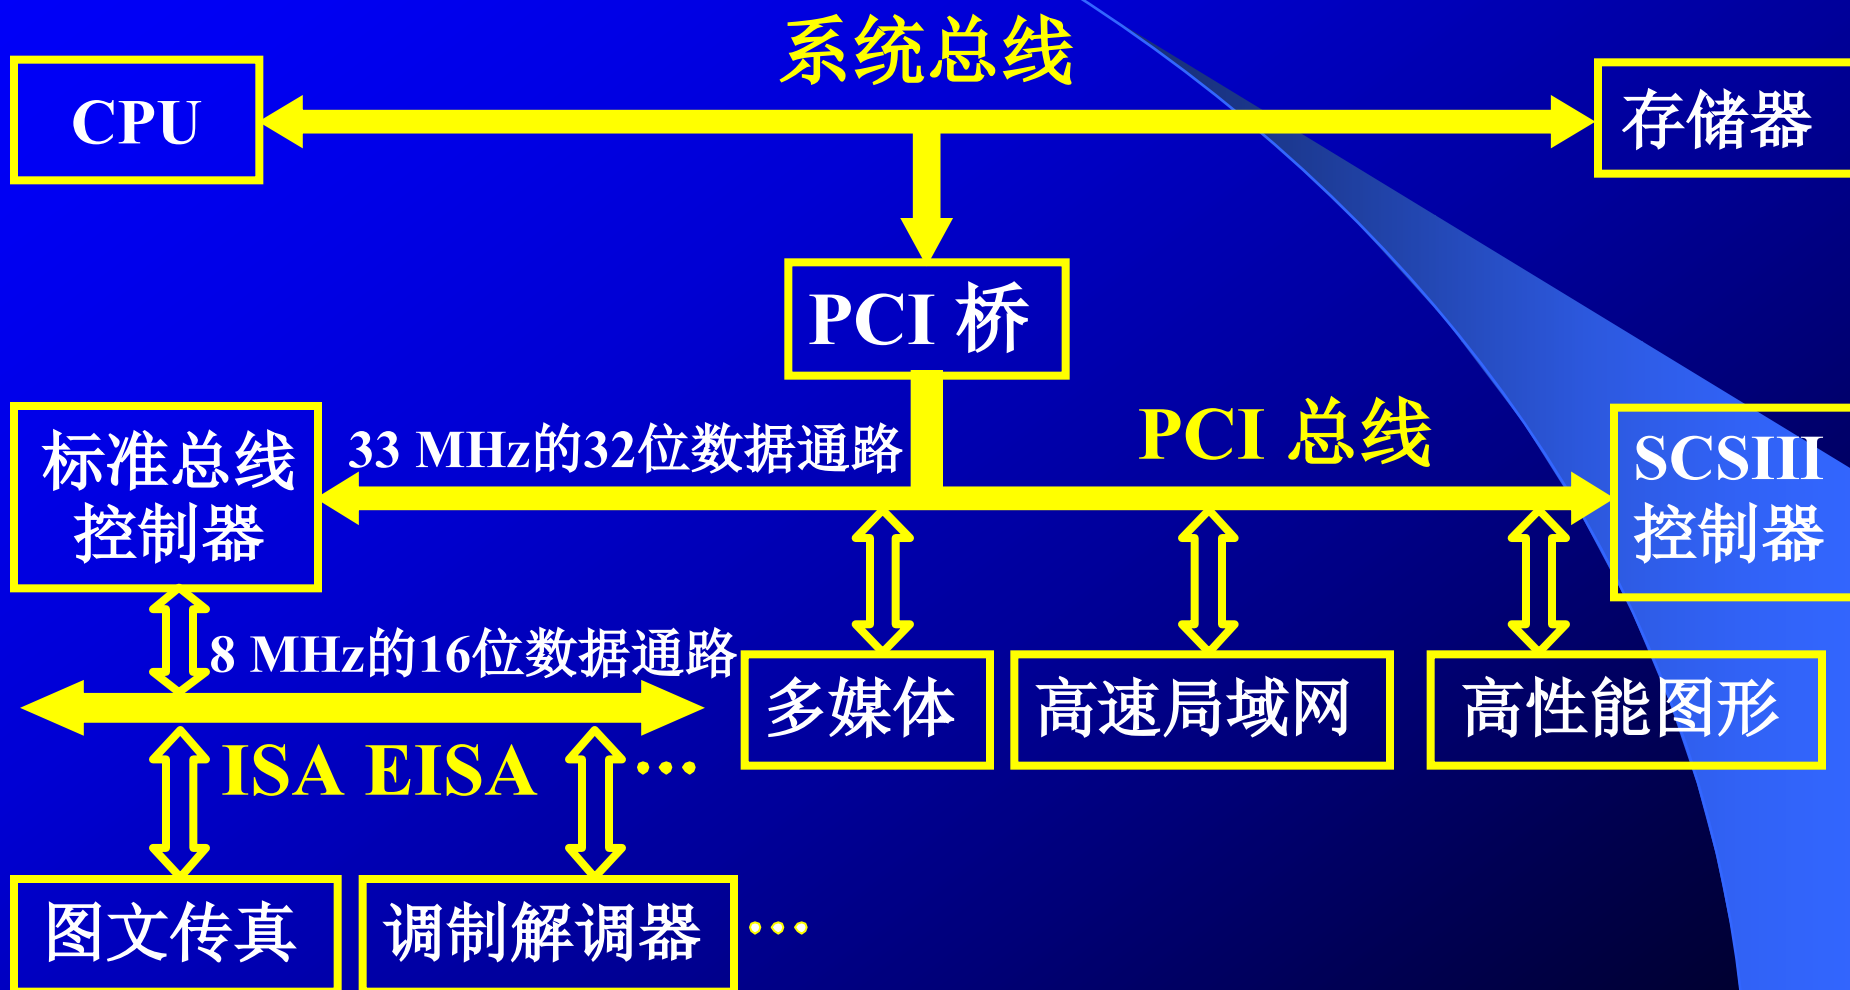 系统总线
CPU
存储器
PCI 桥
标准总线
控制器
33 MHz的32位数据通路
PCI 总线
SCSIII
控制器
8 MHz的16位数据通路
多媒体
高速局域网
高性能图形
ISA EISA
…
图文传真
调制解调器
…